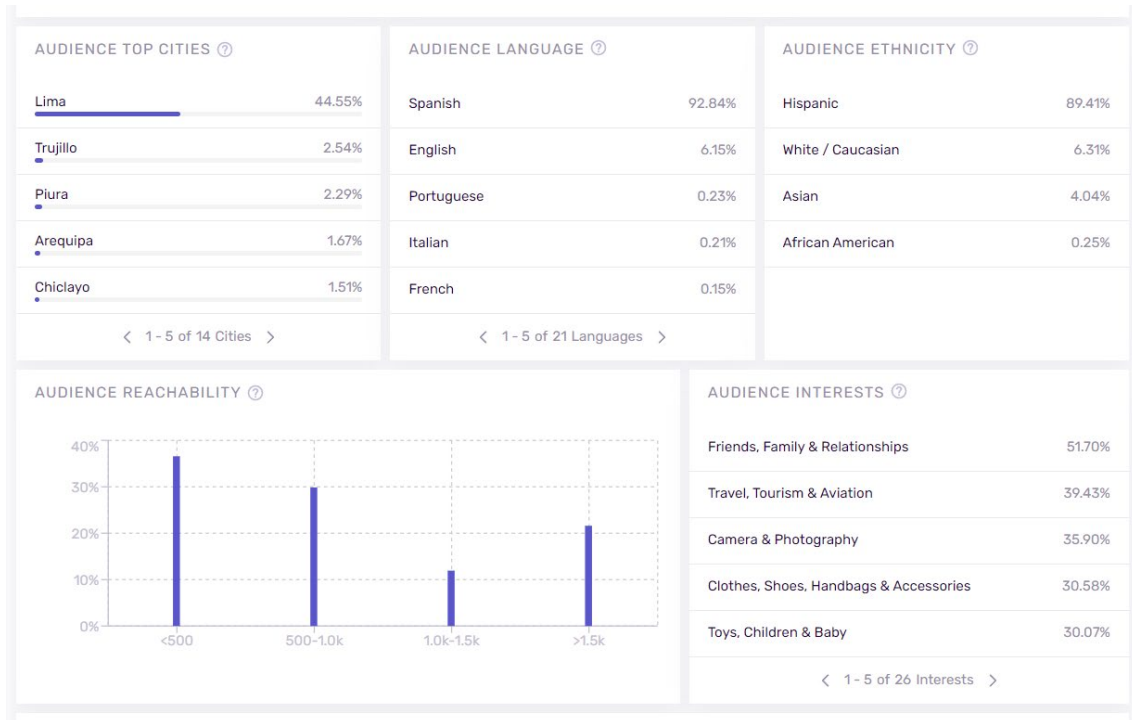 AUDIENCE TOP CITIES ?
Lima 44.55%
Trujillo 2.54%
Piura 2.29%
Arequipa 1.67%
Chiclayo 1.51%
< 1 - 5 of 14 Cities >
AUDIENCE LANGUAGE ?
Spanish 92.84%
English 6.15%
Portuguese 0.23%
Italian 0.21%
French 0.15%
< 1 - 5 of 21 Languages >
AUDIENCE ETHNICITY ?
Hispanic 89.41%
White / Caucasian 6.31%
Asian 4.04%
African American 0.25%
AUDIENCE REACHABILITY ?
40%
30%
20%
10%
0%
<500 500-1.0k 1.0k-1.5k >1.5k
AUDIENCE INTERESTS ?
Friends, Family & Relationships 51.70%
Travel, Tourism & Aviation 39.43%
Camera & Photography 35.90%
Clothes, Shoes, Handbags & Accessories 30.58%
Toys, Children & Baby 30.07%
< 1 - 5 of 26 Interests >